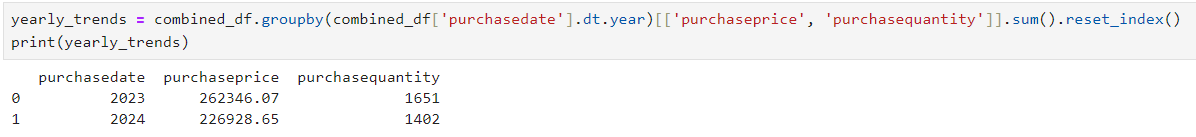 yearly_trends = combined_df.groupby(combined_df['purchasedate'].dt.year)[['purchaseprice', 'purchasequantity']].sum().reset_index()
print(yearly_trends)
   purchasedate  purchaseprice  purchasequantity
0          2023      262346.07              1651
1          2024      226928.65              1402